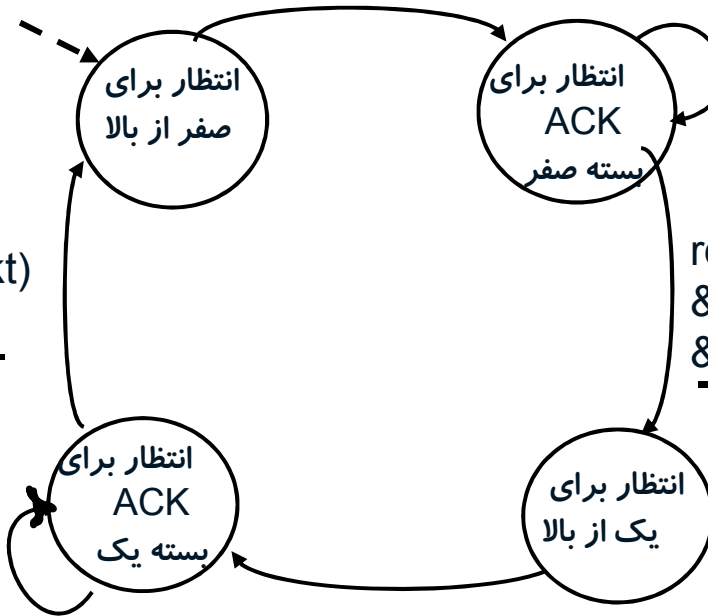 انتظار برای
صفر از بالا
انتظار برای
ACK
بسته صفر
kt)
&
&
انتظار برای
ACK
بسته یک
انتظار برای
یک از بالا